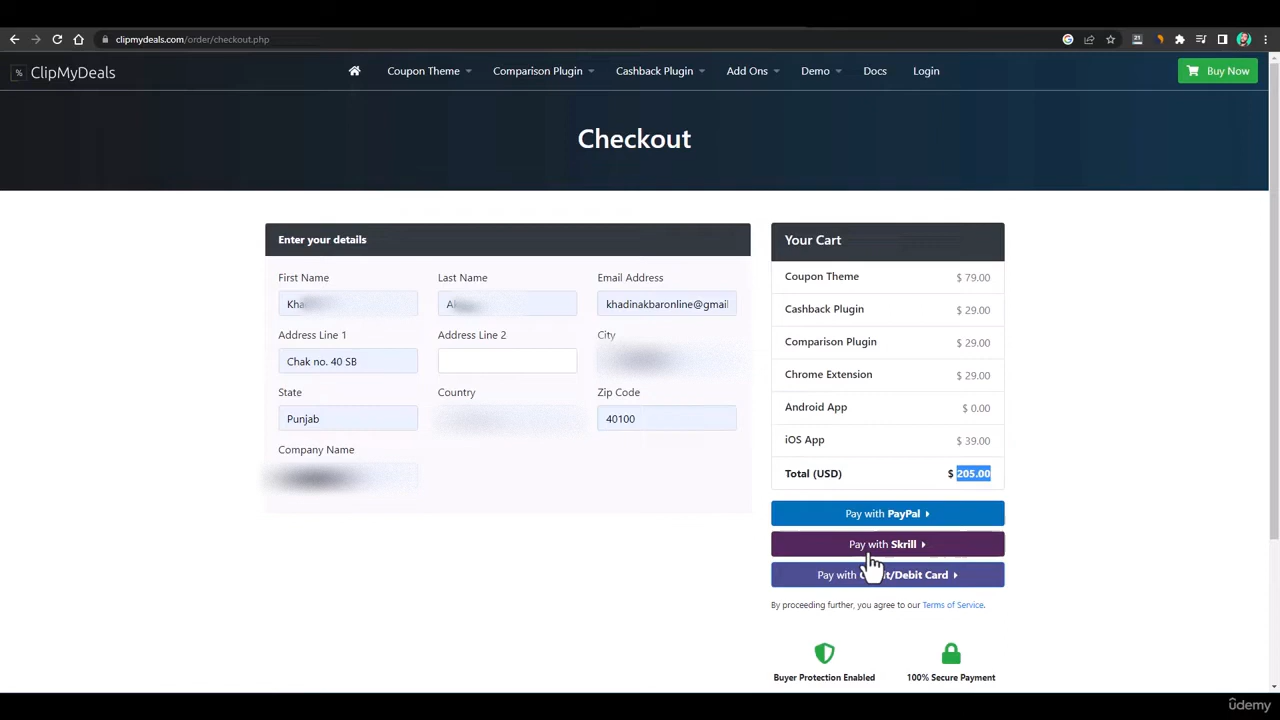 clipmydeals.com/order/checkout.php
21
% ClipMyDeals
Coupon Theme
Comparison Plugin
Cashback Plugin
Add Ons
Demo
Docs
Login
Buy Now
Checkout
Enter your details
First Name
Last Name
Email Address
Kha
khadinakbaronline@gmail
Address Line 1
Address Line 2
City
Chak no. 40 SB
State
Country
Zip Code
Punjab
40100
Company Name
Your Cart
Coupon Theme $ 79.00
Cashback Plugin $ 29.00
Comparison Plugin $ 29.00
Chrome Extension $ 29.00
Android App $ 0.00
iOS App $ 39.00
Total (USD) $ 205.00
Pay with PayPal
Pay with Skrill
Pay with Credit/Debit Card
By proceeding further, you agree to our Terms of Service.
Buyer Protection Enabled
100% Secure Payment
ûdemy